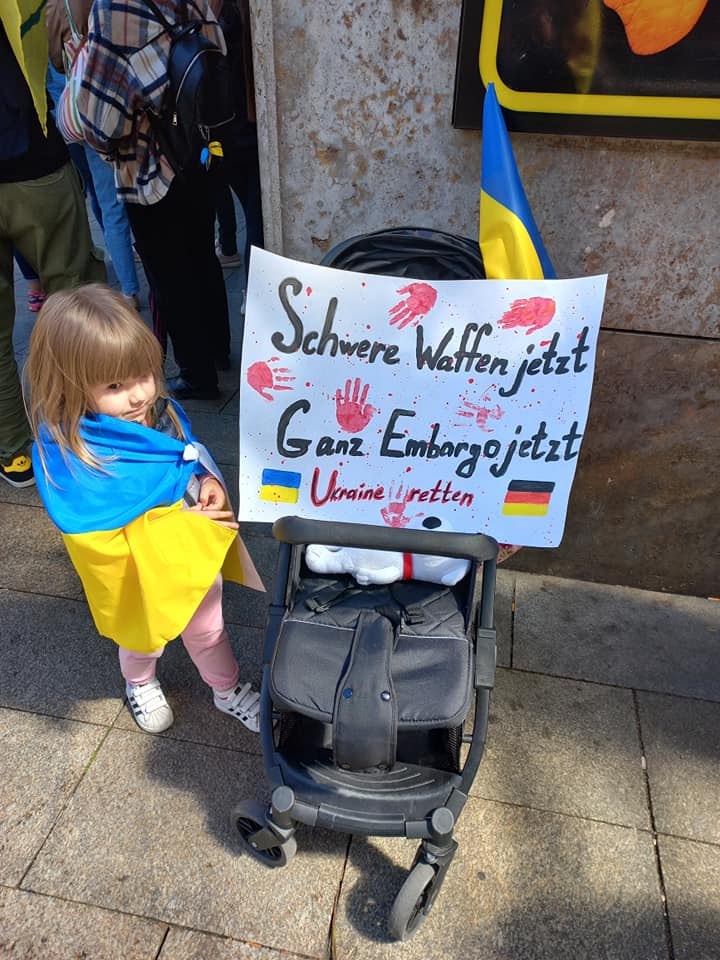 Schwere Waffen jetzt
Ganz Embargo jetzt
Ukraine retten